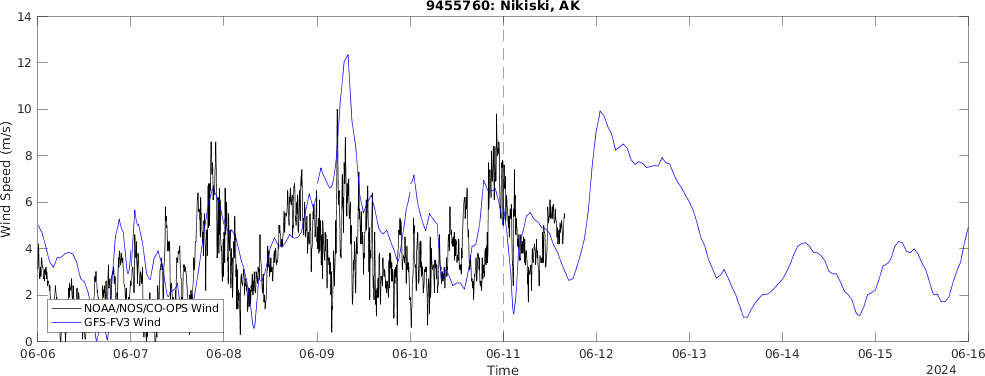 9455760: Nikiski, AK
14
12
10
8
6
4
2
0
Wind Speed (m/s)
NOAA/NOS/CO-OPS Wind
GFS-FV3 Wind
06-06 06-07 06-08 06-09 06-10 06-11 06-12 06-13 06-14 06-15 06-16
Time
2024